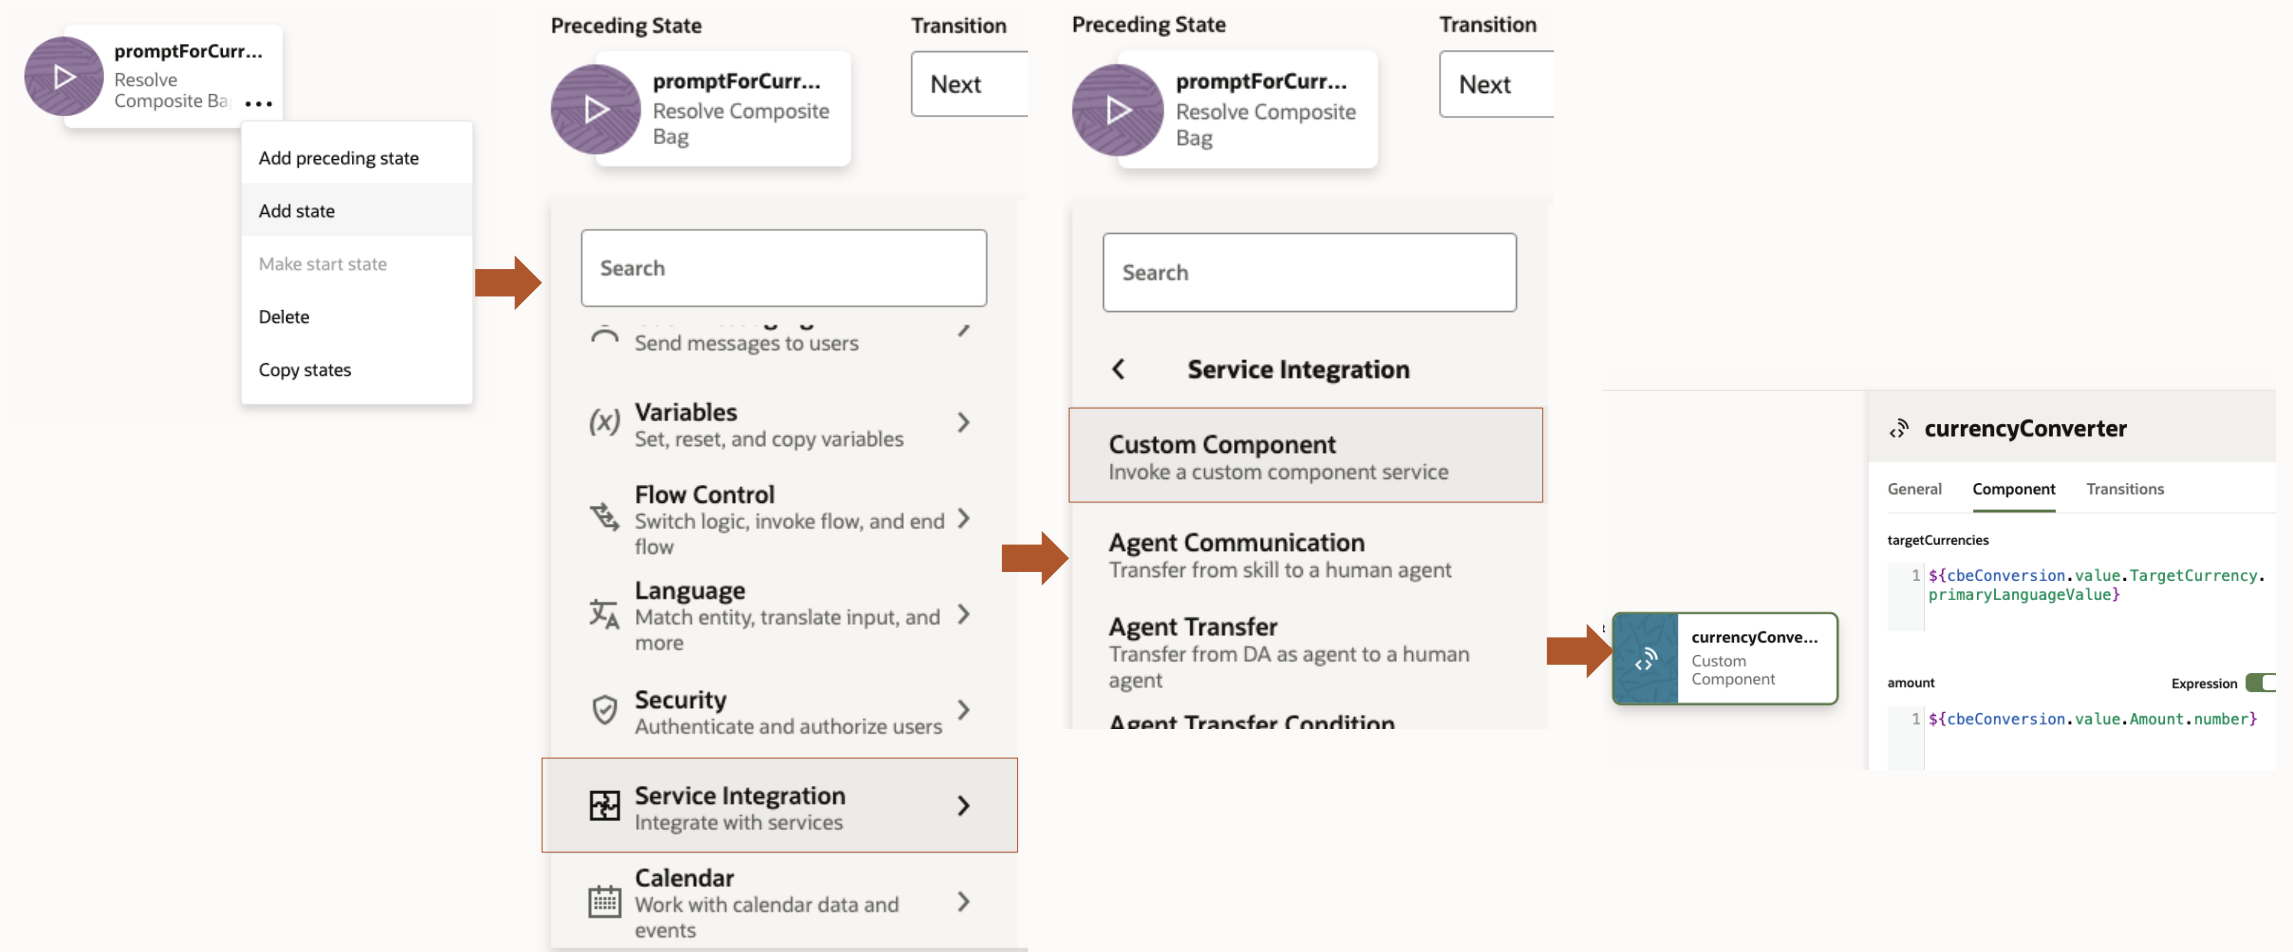 promptForCurr...
Resolve
Composite Ba
Add preceding state
Add state
Make start state
Delete
Copy states
Preceding State
Transition
promptForCurr...
Resolve Composite
Bag
Next
Search
Send messages to users
(x)
Variables
Set, reset, and copy variables
Flow Control
Switch logic, invoke flow, and end
flow
Language
Match entity, translate input, and
more
Security
Authenticate and authorize users
Service Integration
Integrate with services
Calendar
Work with calendar data and
events
Preceding State
Transition
promptForCurr...
Resolve Composite
Bag
Next
Search
Service Integration
Custom Component
Invoke a custom component service
Agent Communication
Transfer from skill to a human agent
Agent Transfer
Transfer from DA as agent to a human
agent
Agent Transfer Condition
currencyConve...
Custom
Component
currencyConverter
General Component Transitions
targetCurrencies
1 ${cbeConversion.value.TargetCurrency.
primaryLanguageValue}
amount
Expression
1 ${cbeConversion.value.Amount.number}